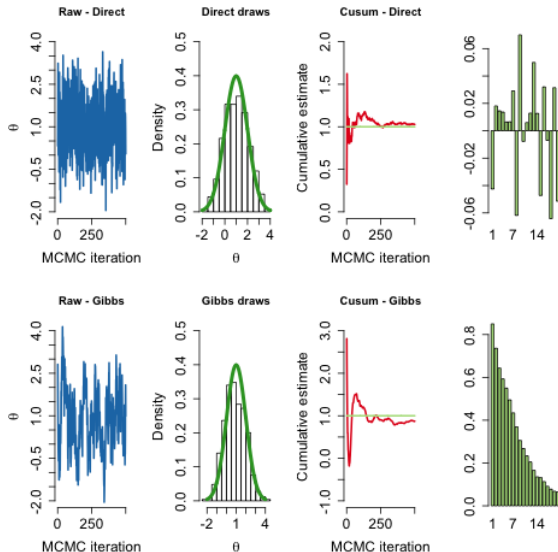 Raw - Direct
Direct draws
Cusum - Direct
θ
-2.0 -0.5 1.0 2.5 4.0
0 250
MCMC iteration
Density
0.0 0.1 0.2 0.3 0.4 0.5
-2 0 1 2 4
θ
Cumulative estimate
0.0 0.5 1.0 1.5 2.0
0 250
MCMC iteration
-0.06 -0.02 0.02 0.06
1 7 14
Raw - Gibbs
Gibbs draws
Cusum - Gibbs
θ
-2.0 -0.5 1.0 2.5 4.0
0 250
MCMC iteration
Density
0.0 0.1 0.2 0.3 0.4 0.5
-2 1 4
θ
Cumulative estimate
-1.0 0.0 1.0 2.0 3.0
0 250
MCMC iteration
0.0 0.2 0.4 0.6 0.8
1 7 14